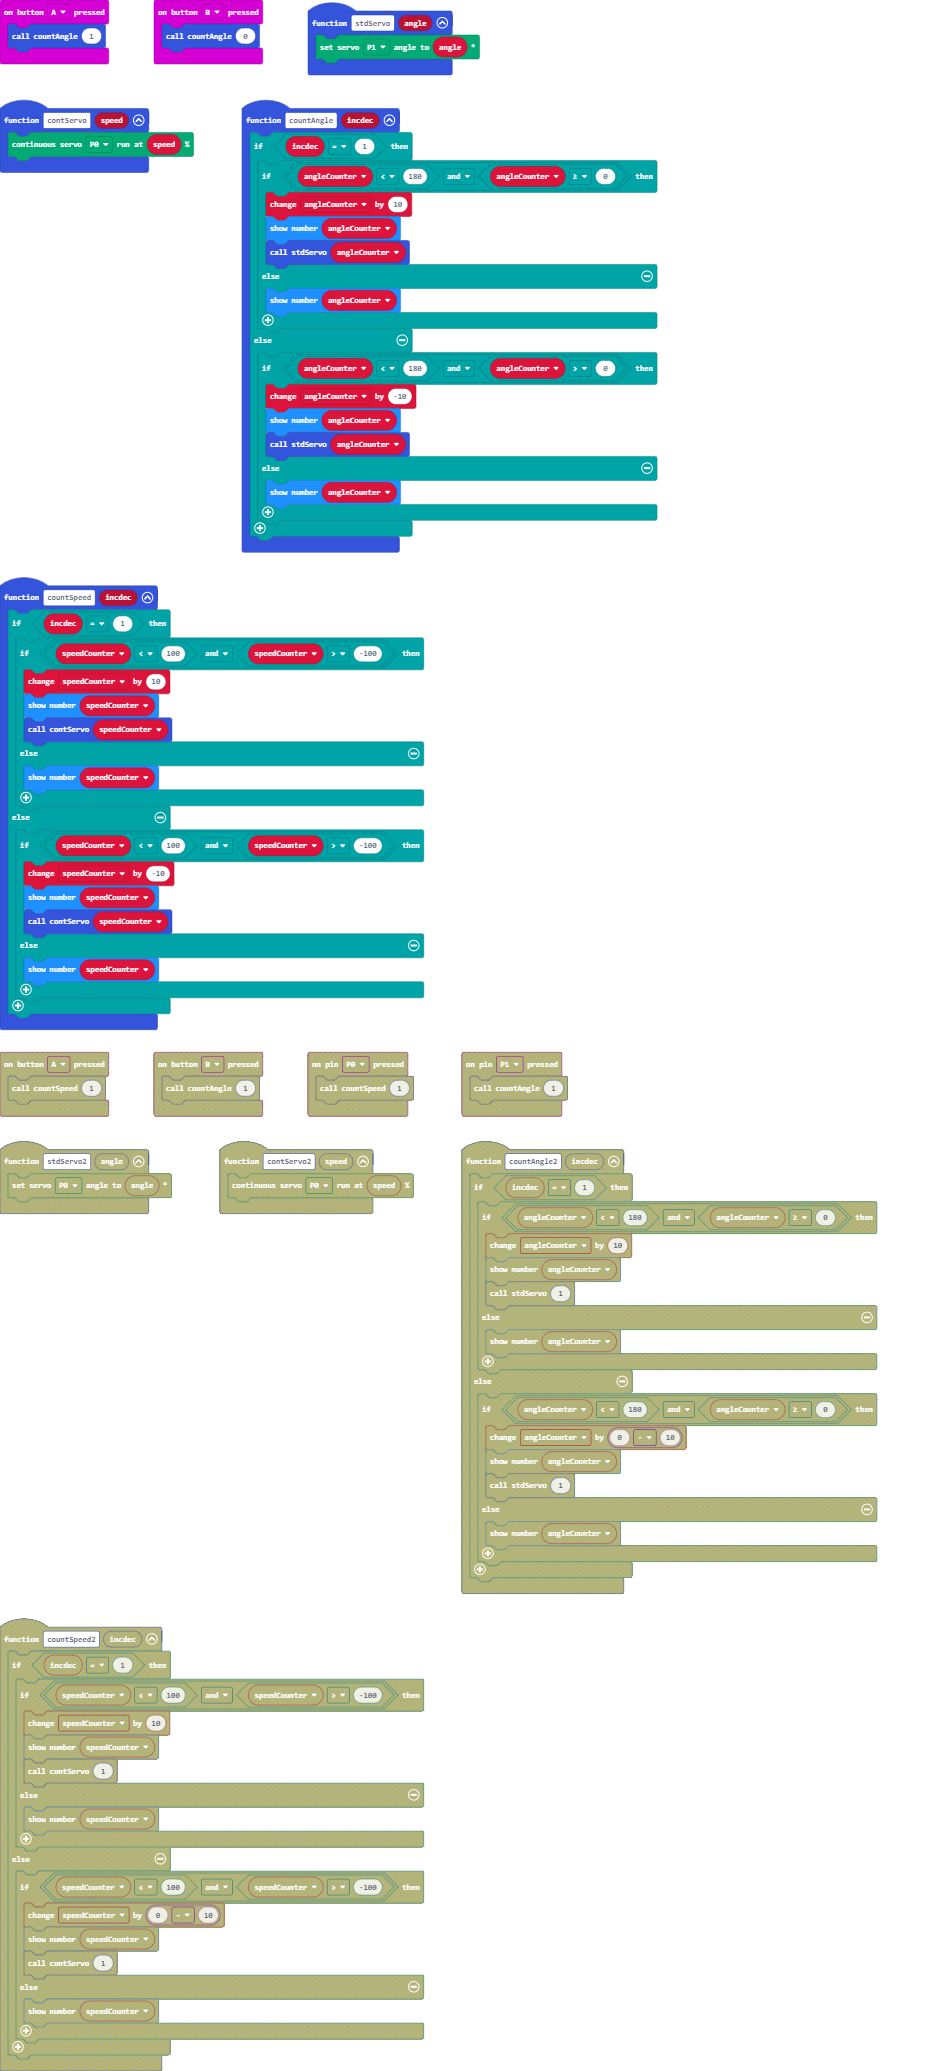 on button A pressed
call countAngle 1
on button B pressed
call countAngle 0
function stdServo angle
set servo P1 angle to angle °
function contServo speed
continuous servo P0 run at speed %
function countAngle incdec
if incdec = 1 then
if angleCounter < 180 and angleCounter ≥ 0 then
change angleCounter by 10
show number angleCounter
call stdServo angleCounter
else
show number angleCounter
else
if angleCounter < 180 and angleCounter > 0 then
change angleCounter by -10
show number angleCounter
call stdServo angleCounter
else
show number angleCounter
function countSpeed incdec
if incdec = 1 then
if speedCounter < 100 and speedCounter > -100 then
change speedCounter by 10
show number speedCounter
call contServo speedCounter
else
show number speedCounter
else
if speedCounter < 100 and speedCounter > -100 then
change speedCounter by -10
show number speedCounter
call contServo speedCounter
else
show number speedCounter
on button A pressed
call countSpeed 1
on button B pressed
call countAngle 1
on pin P0 pressed
call countSpeed 1
on pin P1 pressed
call countAngle 1
function stdServo2 angle
set servo P0 angle to angle °
function contServo2 speed
continuous servo P0 run at speed %
function countAngle2 incdec
if incdec = 1 then
if angleCounter < 180 and angleCounter ≥ 0 then
change angleCounter by 10
show number angleCounter
call stdServo 1
else
show number angleCounter
else
if angleCounter < 180 and angleCounter ≥ 0 then
change angleCounter by 0 - 10
show number angleCounter
call stdServo 1
else
show number angleCounter
function countSpeed2 incdec
if incdec = 1 then
if speedCounter < 100 and speedCounter > -100 then
change speedCounter by 10
show number speedCounter
call contServo 1
else
show number speedCounter
else
if speedCounter < 100 and speedCounter > -100 then
change speedCounter by 0 - 10
show number speedCounter
call contServo 1
else
show number speedCounter